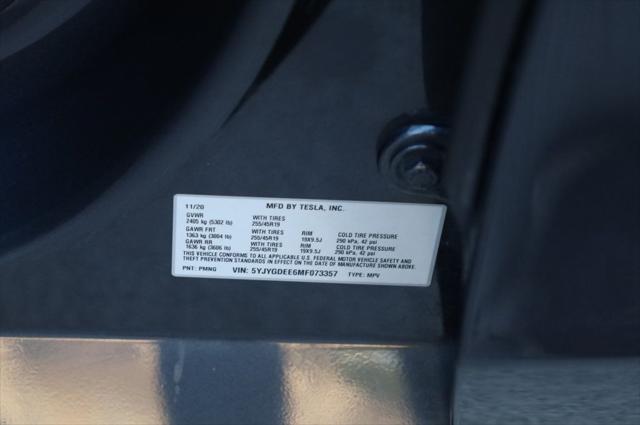 11/20 MFD BY TESLA, INC.
GVWR
2405 kg (5302 lb) WITH TIRES 255/45R19
GAWR FRT WITH TIRES RIM COLD TIRE PRESSURE
1363 kg (3004 lb) 255/45R19 19X9.5J 290 kPa, 42 psi
GAWR RR WITH TIRES RIM COLD TIRE PRESSURE
1636 kg (3606 lb) 255/45R19 19X9.5J 290 kPa, 42 psi
THIS VEHICLE CONFORMS TO ALL APPLICABLE U.S. FEDERAL MOTOR VEHICLE SAFETY AND
THEFT PREVENTION STANDARDS IN EFFECT ON THE DATE OF MANUFACTURE SHOWN ABOVE.
PNT: PMNG VIN: 5YJYGDEE6MF073357 TYPE: MPV